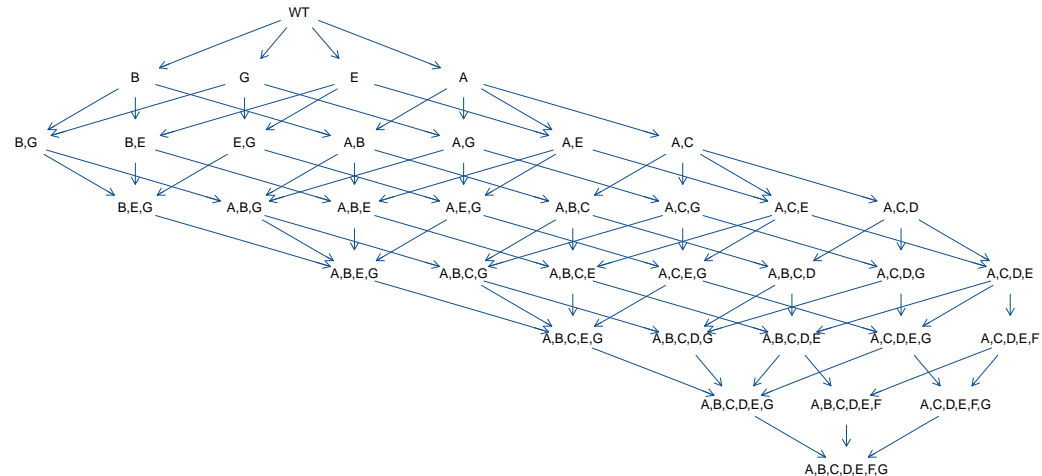 WT
B G E A
B,G B,E E,G A,B A,G A,E A,C
B,E,G A,B,G A,B,E A,E,G A,B,C A,C,G A,C,E A,C,D
A,B,E,G A,B,C,G A,B,C,E A,C,E,G A,B,C,D A,C,D,G A,C,D,E
A,B,C,E,G A,B,C,D,G A,B,C,D,E A,C,D,E,G A,C,D,E,F
A,B,C,D,E,G A,B,C,D,E,F A,C,D,E,F,G
A,B,C,D,E,F,G